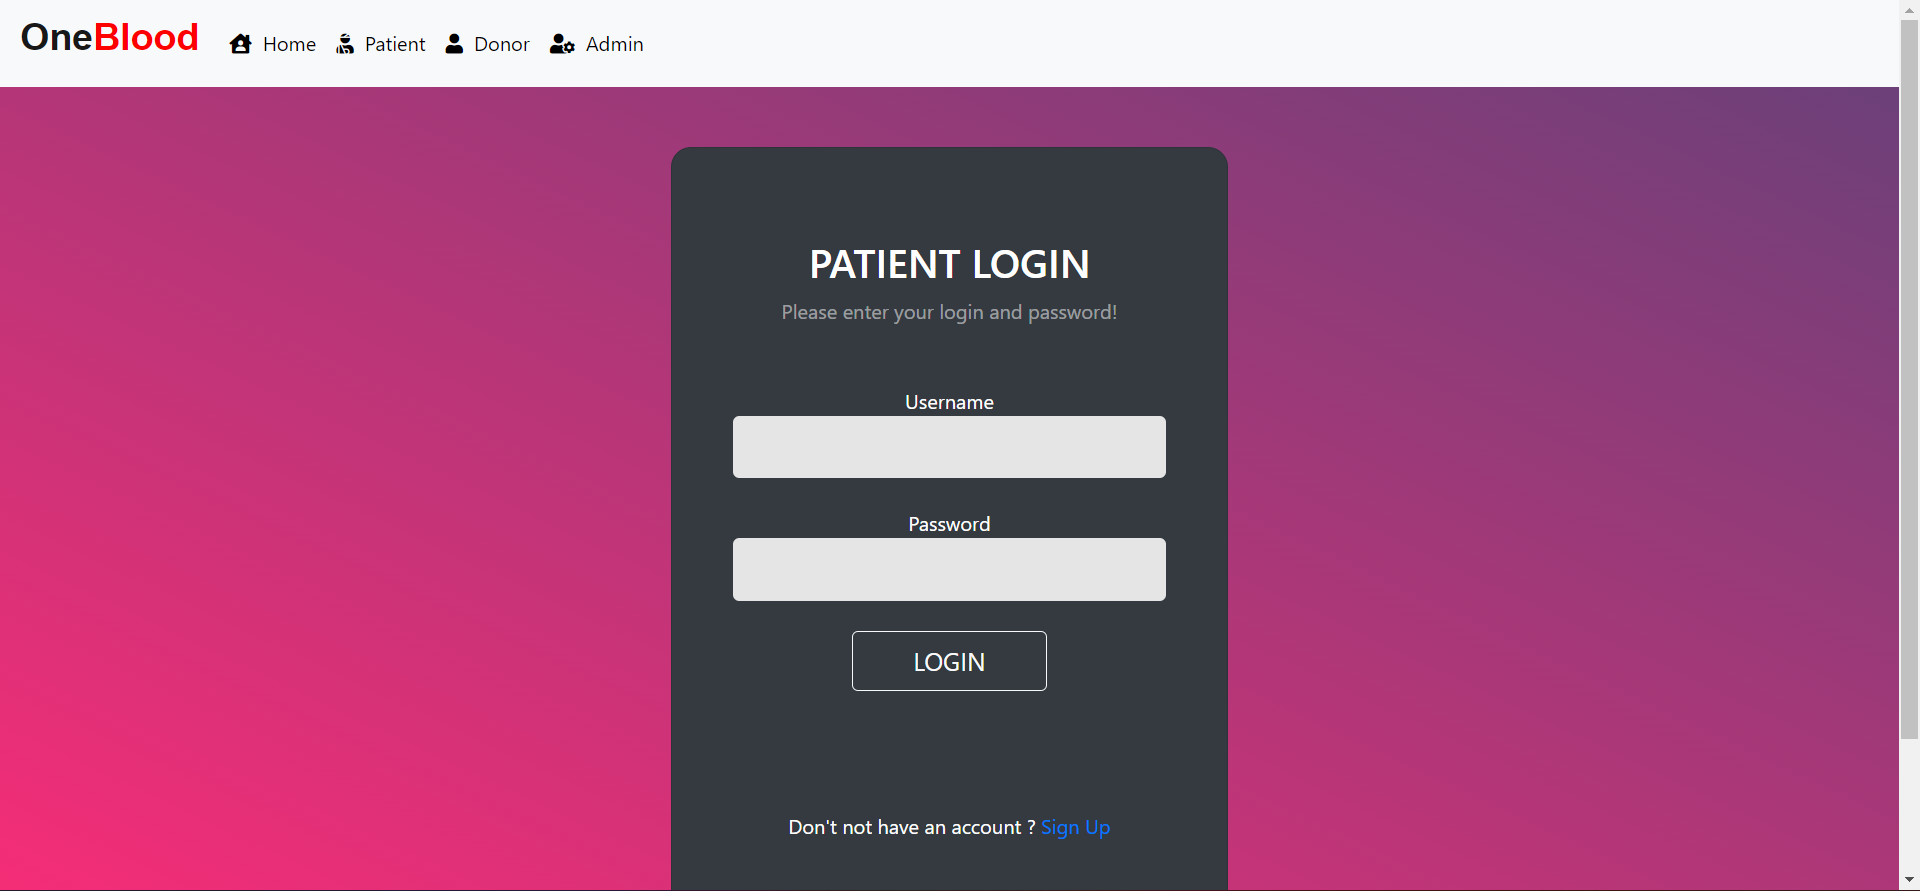 OneBlood Home Patient Donor Admin
PATIENT LOGIN
Please enter your login and password!
Username
Password
LOGIN
Don't not have an account ? Sign Up